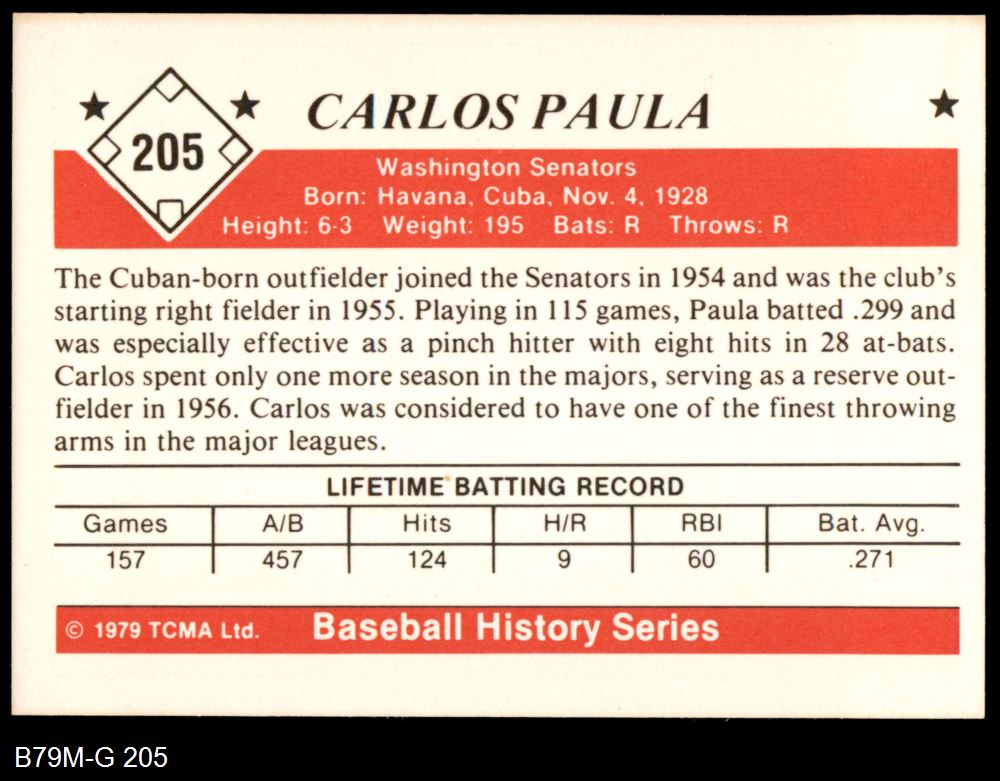 205
CARLOS PAULA
Washington Senators
Born: Havana, Cuba, Nov. 4, 1928
Height: 6-3 Weight: 195 Bats: R Throws: R
The Cuban-born outfielder joined the Senators in 1954 and was the club's
starting right fielder in 1955. Playing in 115 games, Paula batted .299 and
was especially effective as a pinch hitter with eight hits in 28 at-bats.
Carlos spent only one more season in the majors, serving as a reserve out-
fielder in 1956. Carlos was considered to have one of the finest throwing
arms in the major leagues.
LIFETIME BATTING RECORD
Games A/B Hits H/R RBI Bat. Avg.
157 457 124 9 60 .271
© 1979 TCMA Ltd. Baseball History Series
B79M-G 205